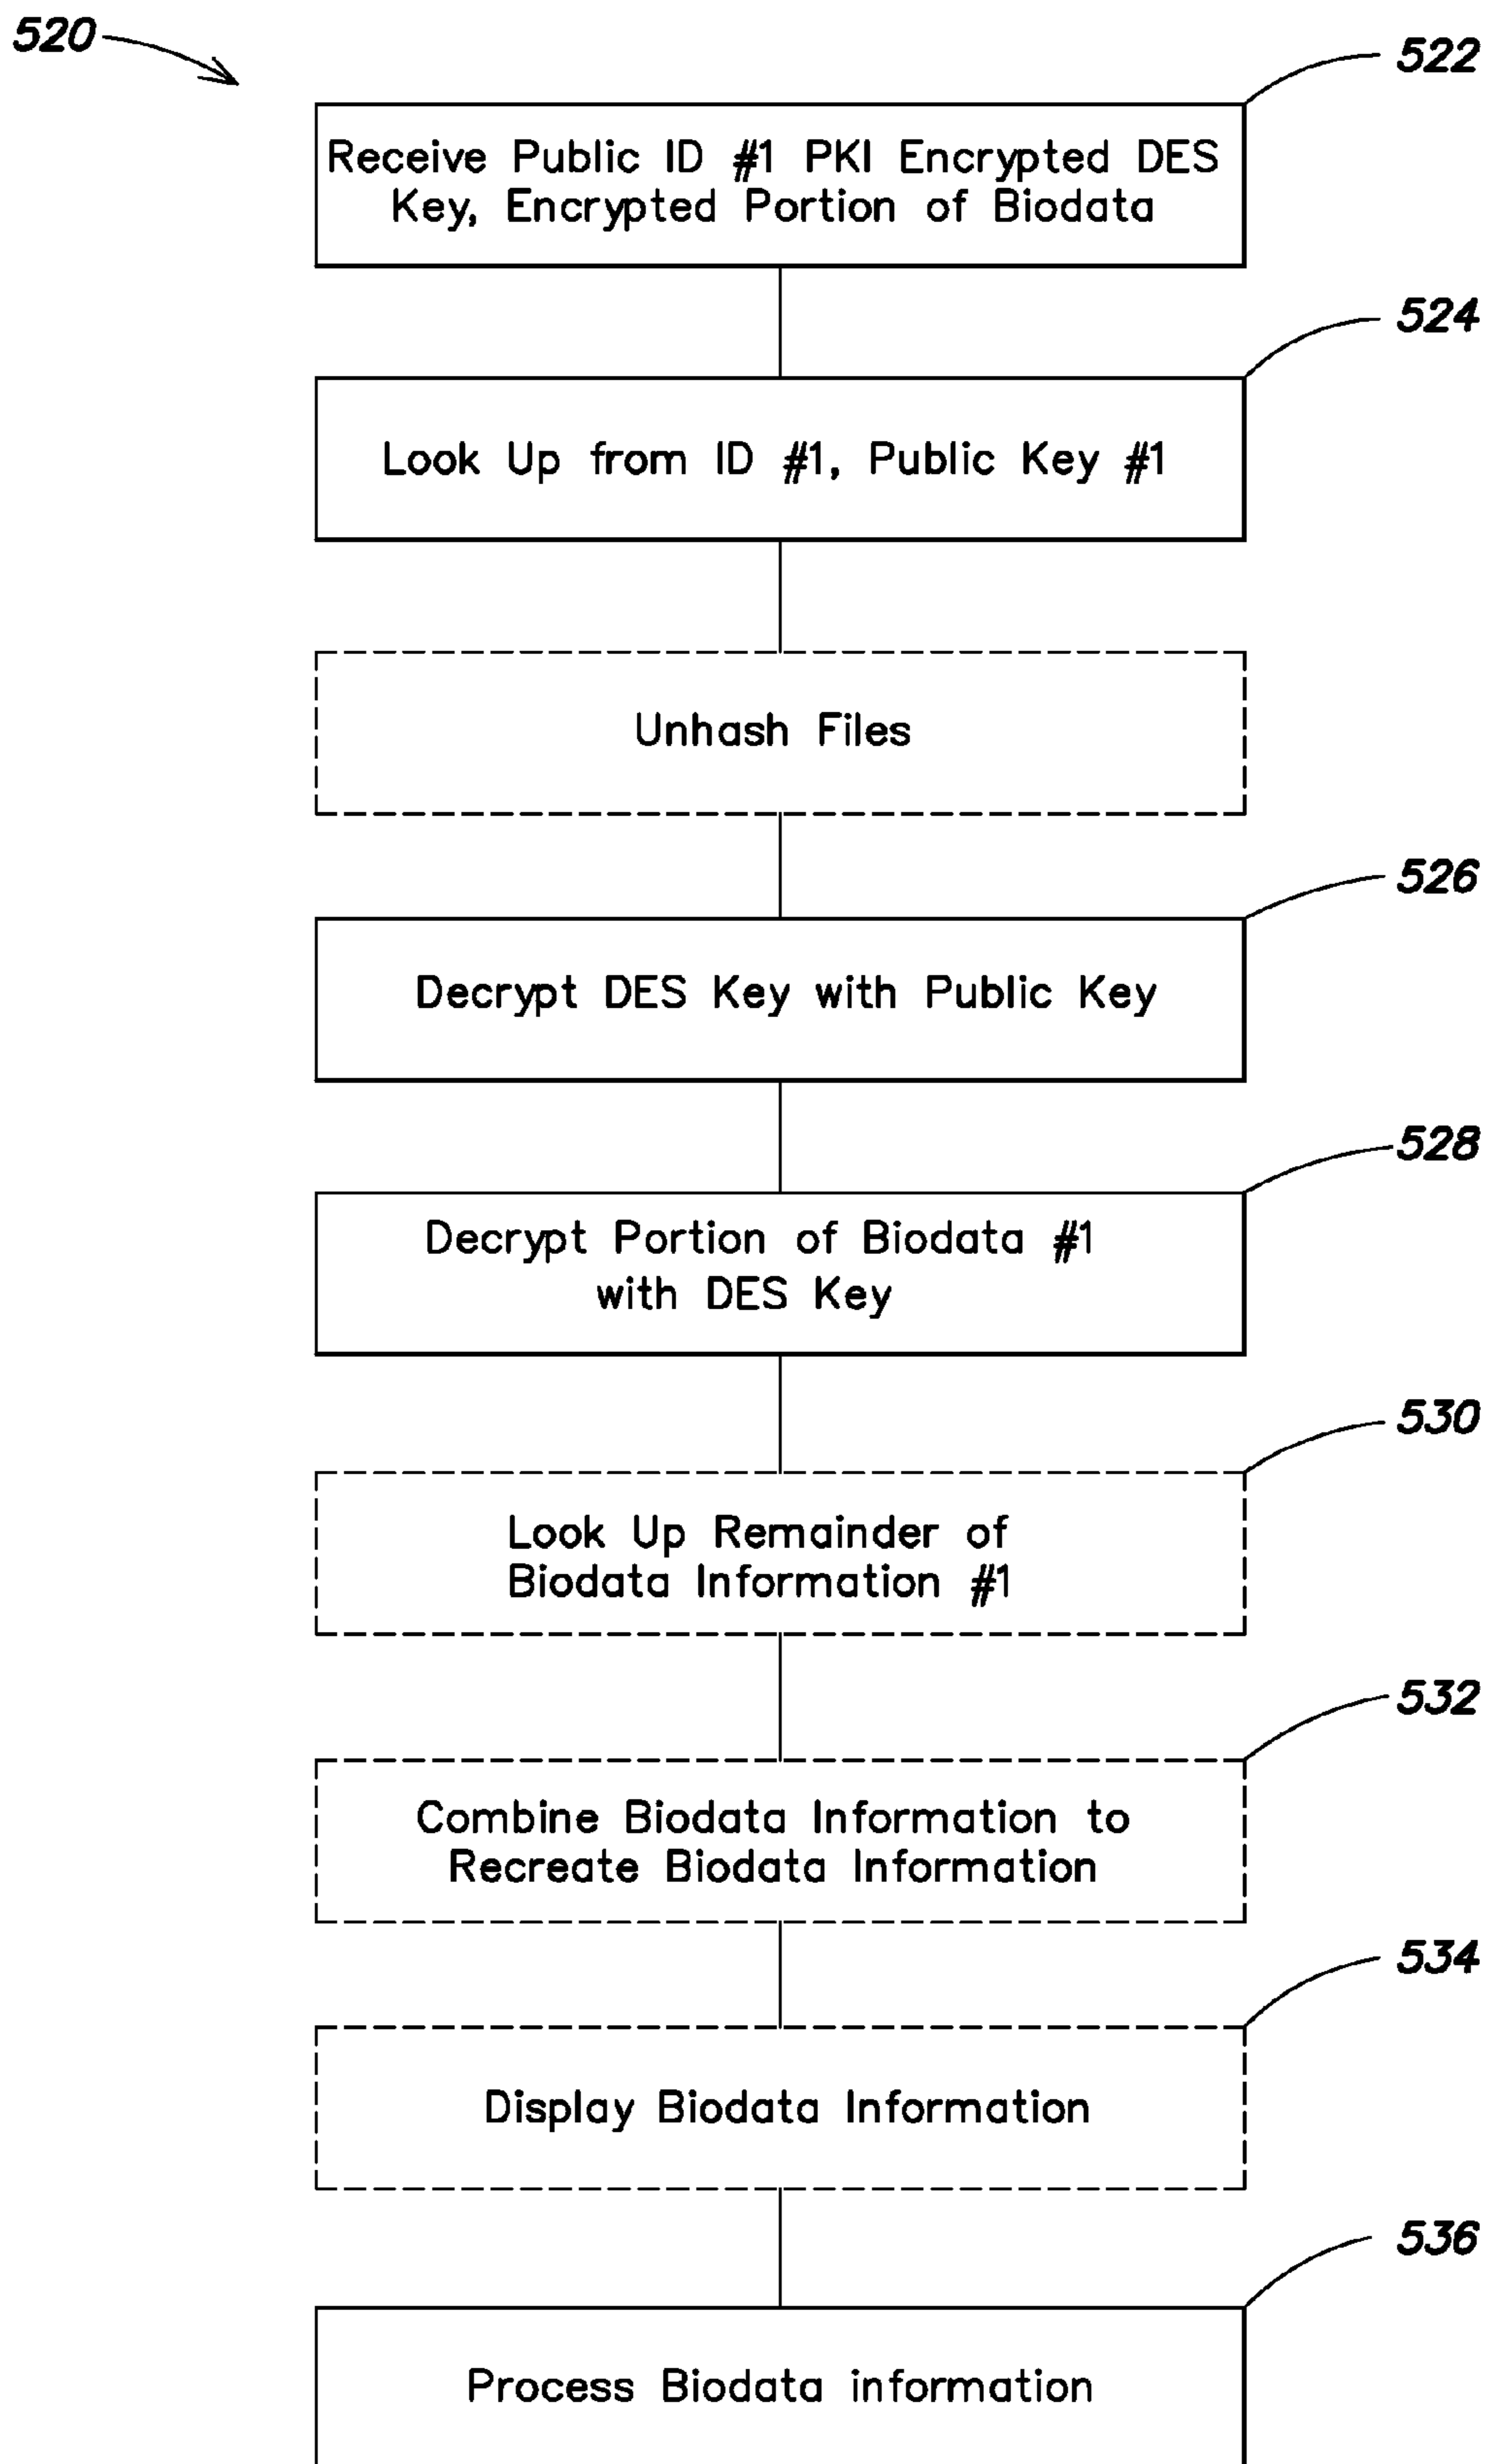 520
522
Receive Public ID #1 PKI Encrypted DES
Key, Encrypted Portion of Biodata
524
Look Up from ID #1, Public Key #1
Unhash Files
526
Decrypt DES Key with Public Key
528
Decrypt Portion of Biodata #1
with DES Key
530
Look Up Remainder of
Biodata Information #1
532
Combine Biodata Information to
Recreate Biodata Information
534
Display Biodata Information
536
Process Biodata information